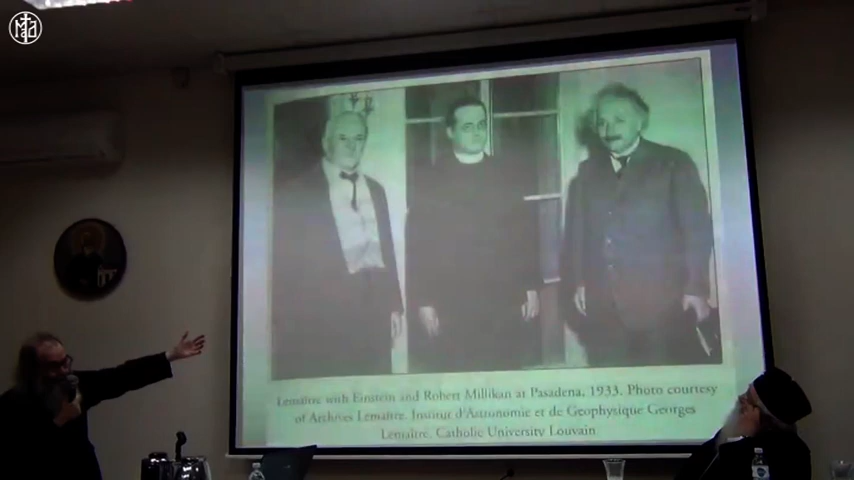 Lemaître with Einstein and Robert Millikan at Pasadena, 1933. Photo courtesy
of Archives Lemaître. Institut d'Astronomie et de Geophysique Georges
Lemaître. Catholic University Louvain